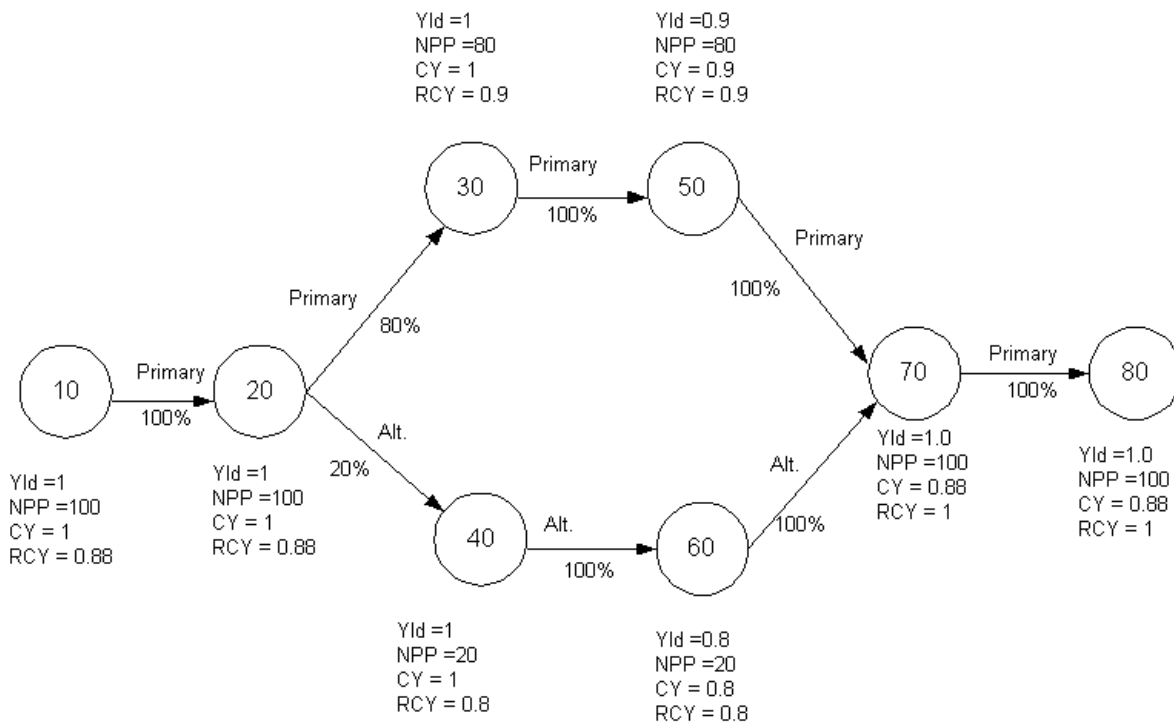 Yld =1
NPP =80
CY = 1
RCY = 0.9
Yld =0.9
NPP =80
CY = 0.9
RCY = 0.9
30
Primary
100%
50
Primary
100%
Primary
80%
10
Primary
100%
20
70
Primary
100%
80
Alt.
20%
Yld =1
NPP =100
CY = 1
RCY = 0.88
Yld =1
NPP =100
CY = 1
RCY = 0.88
40
Alt.
100%
60
Alt.
100%
Yld =1.0
NPP =100
CY = 0.88
RCY = 1
Yld =1.0
NPP =100
CY = 0.88
RCY = 1
Yld =1
NPP =20
CY = 1
RCY = 0.8
Yld =0.8
NPP =20
CY = 0.8
RCY = 0.8